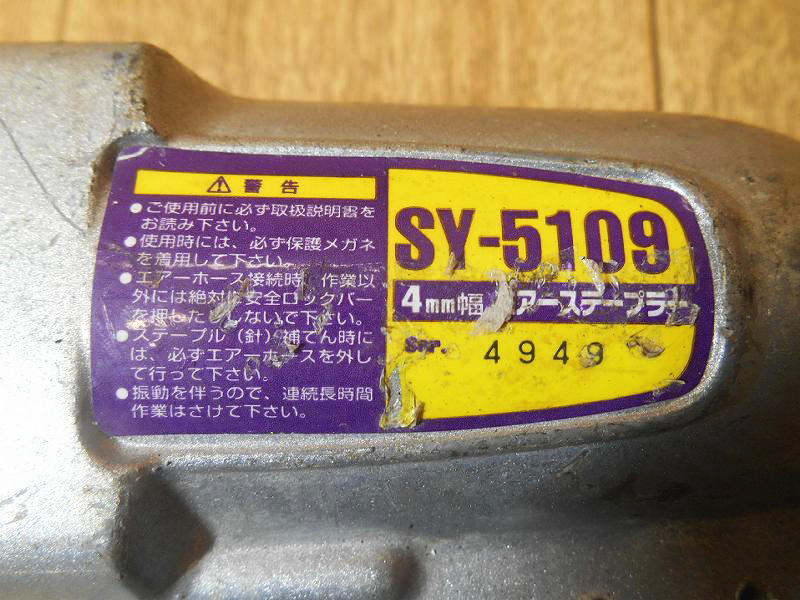 ⚠ 警告
●ご使用前に必ず取扱説明書を
お読み下さい。
●使用時には、必ず保護メガネ
を着用して下さい。
●エアーホース接続時、作業以
外には絶対に安全ロックバー
を押したりしないで下さい。
●ステープル(針)補てん時に
は、必ずエアーホースを外し
て行って下さい。
●振動を伴うので、連続長時間
作業はさけて下さい。
SY-5109
4mm幅 エアーステープラー
Ser. 4949